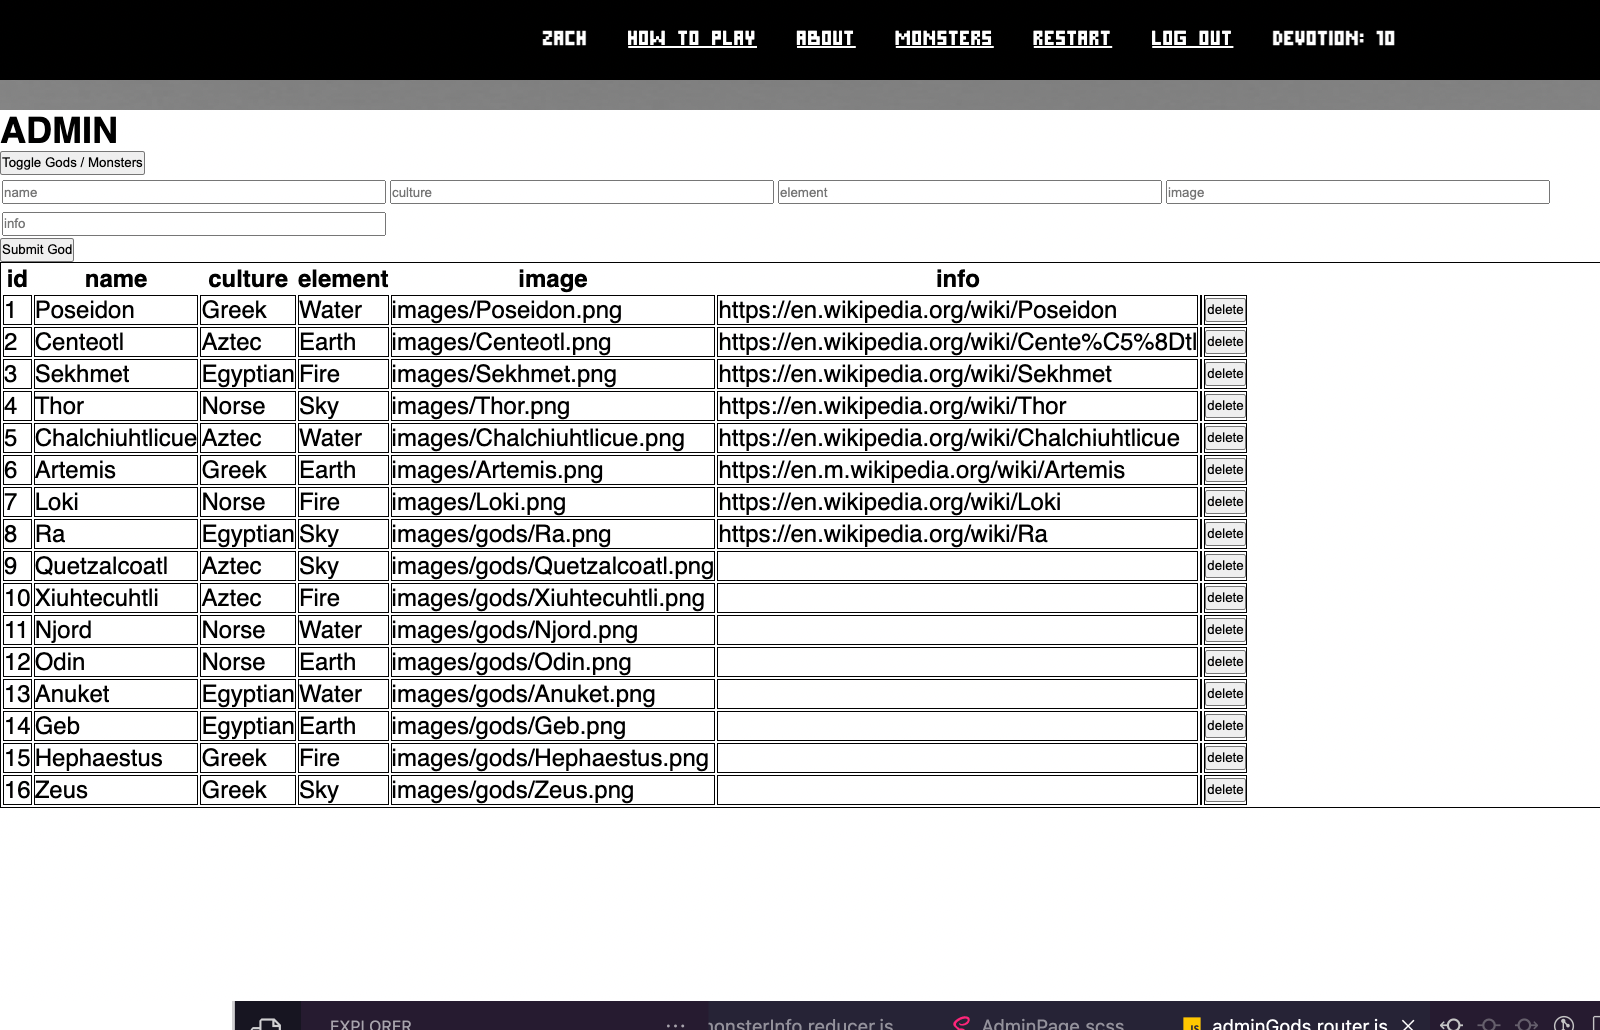 ZACH HOW TO PLAY ABOUT MONSTERS RESTART LOG OUT DEVOTION: 10
ADMIN
Toggle Gods / Monsters
name culture element image
info
Submit God
id name culture element image info
1 Poseidon Greek Water images/Poseidon.png https://en.wikipedia.org/wiki/Poseidon delete
2 Centeotl Aztec Earth images/Centeotl.png https://en.wikipedia.org/wiki/Cente%C5%8Dtl delete
3 Sekhmet Egyptian Fire images/Sekhmet.png https://en.wikipedia.org/wiki/Sekhmet delete
4 Thor Norse Sky images/Thor.png https://en.wikipedia.org/wiki/Thor delete
5 Chalchiuhtlicue Aztec Water images/Chalchiuhtlicue.png https://en.wikipedia.org/wiki/Chalchiuhtlicue delete
6 Artemis Greek Earth images/Artemis.png https://en.m.wikipedia.org/wiki/Artemis delete
7 Loki Norse Fire images/Loki.png https://en.wikipedia.org/wiki/Loki delete
8 Ra Egyptian Sky images/gods/Ra.png https://en.wikipedia.org/wiki/Ra delete
9 Quetzalcoatl Aztec Sky images/gods/Quetzalcoatl.png delete
10 Xiuhtecuhtli Aztec Fire images/gods/Xiuhtecuhtli.png delete
11 Njord Norse Water images/gods/Njord.png delete
12 Odin Norse Earth images/gods/Odin.png delete
13 Anuket Egyptian Water images/gods/Anuket.png delete
14 Geb Egyptian Earth images/gods/Geb.png delete
15 Hephaestus Greek Fire images/gods/Hephaestus.png delete
16 Zeus Greek Sky images/gods/Zeus.png delete
EXPLORER ... monsterInfo.reducer.js AdminPage.scss JS adminGods.router.js